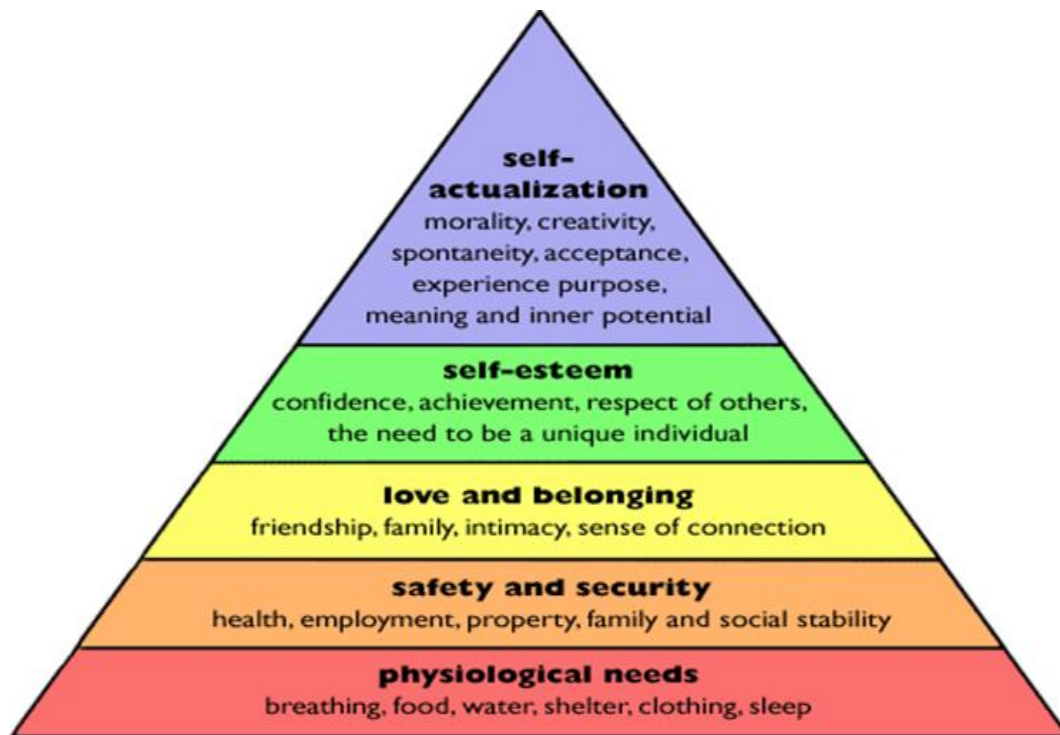 self-
actualization
morality, creativity,
spontaneity, acceptance,
experience purpose,
meaning and inner potential
self-esteem
confidence, achievement, respect of others,
the need to be a unique individual
love and belonging
friendship, family, intimacy, sense of connection
safety and security
health, employment, property, family and social stability
physiological needs
breathing, food, water, shelter, clothing, sleep